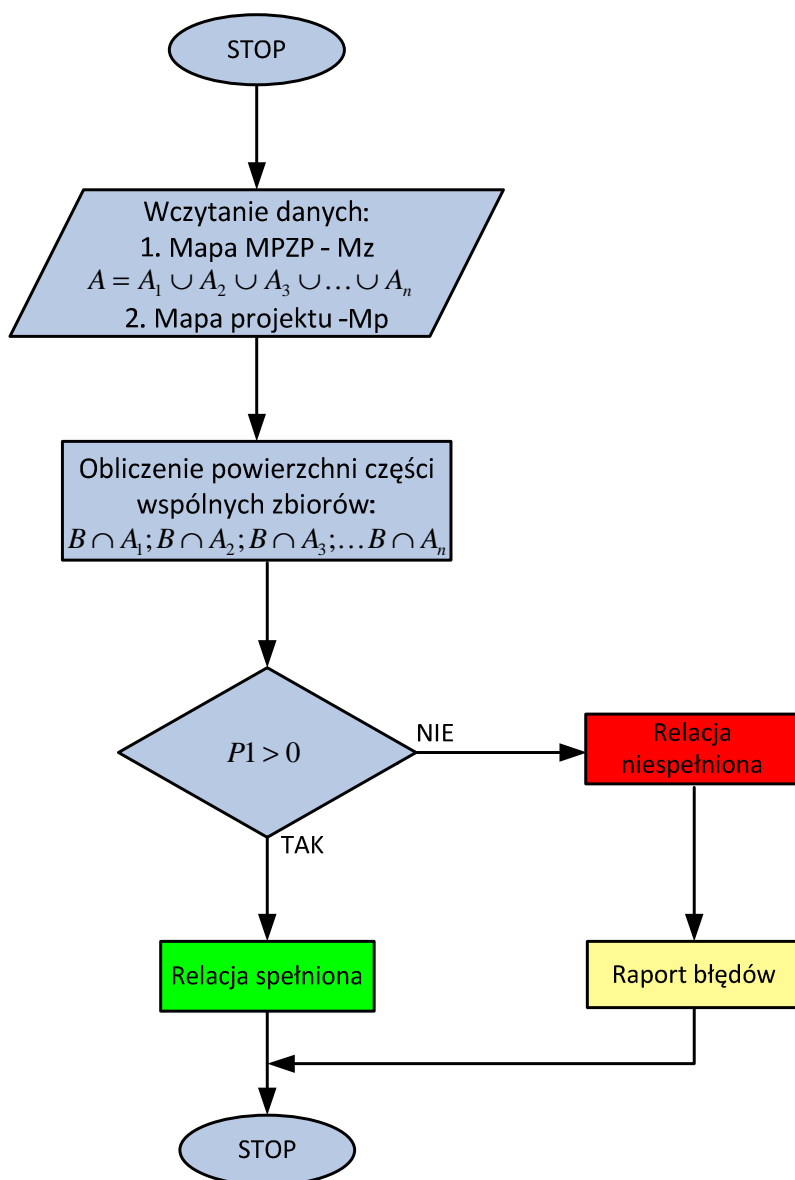 STOP
Wczytanie danych:
1. Mapa MPZP - Mz
A = A₁ ∪ A₂ ∪ A₃ ∪ … ∪ Aₙ
2. Mapa projektu -Mp
Obliczenie powierzchni części
wspólnych zbiorów:
B ∩ A₁; B ∩ A₂; B ∩ A₃;… B ∩ Aₙ
P1 > 0
NIE
Relacja
niespełniona
TAK
Relacja spełniona
Raport błędów
STOP